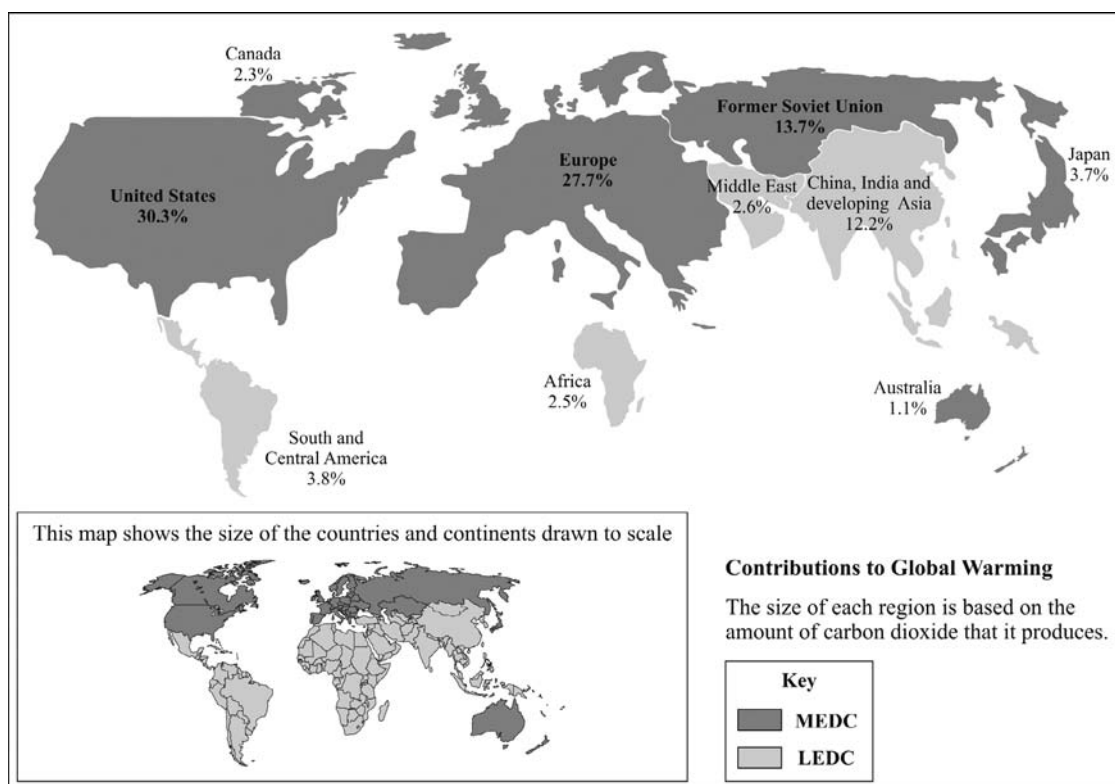 Canada
2.3%
Former Soviet Union
13.7%
Japan
3.7%
Europe
27.7%
United States
30.3%
Middle East
2.6%
China, India and
developing Asia
12.2%
Africa
2.5%
Australia
1.1%
South and
Central America
3.8%
This map shows the size of the countries and continents drawn to scale
Contributions to Global Warming
The size of each region is based on the
amount of carbon dioxide that it produces.
Key
MEDC
LEDC